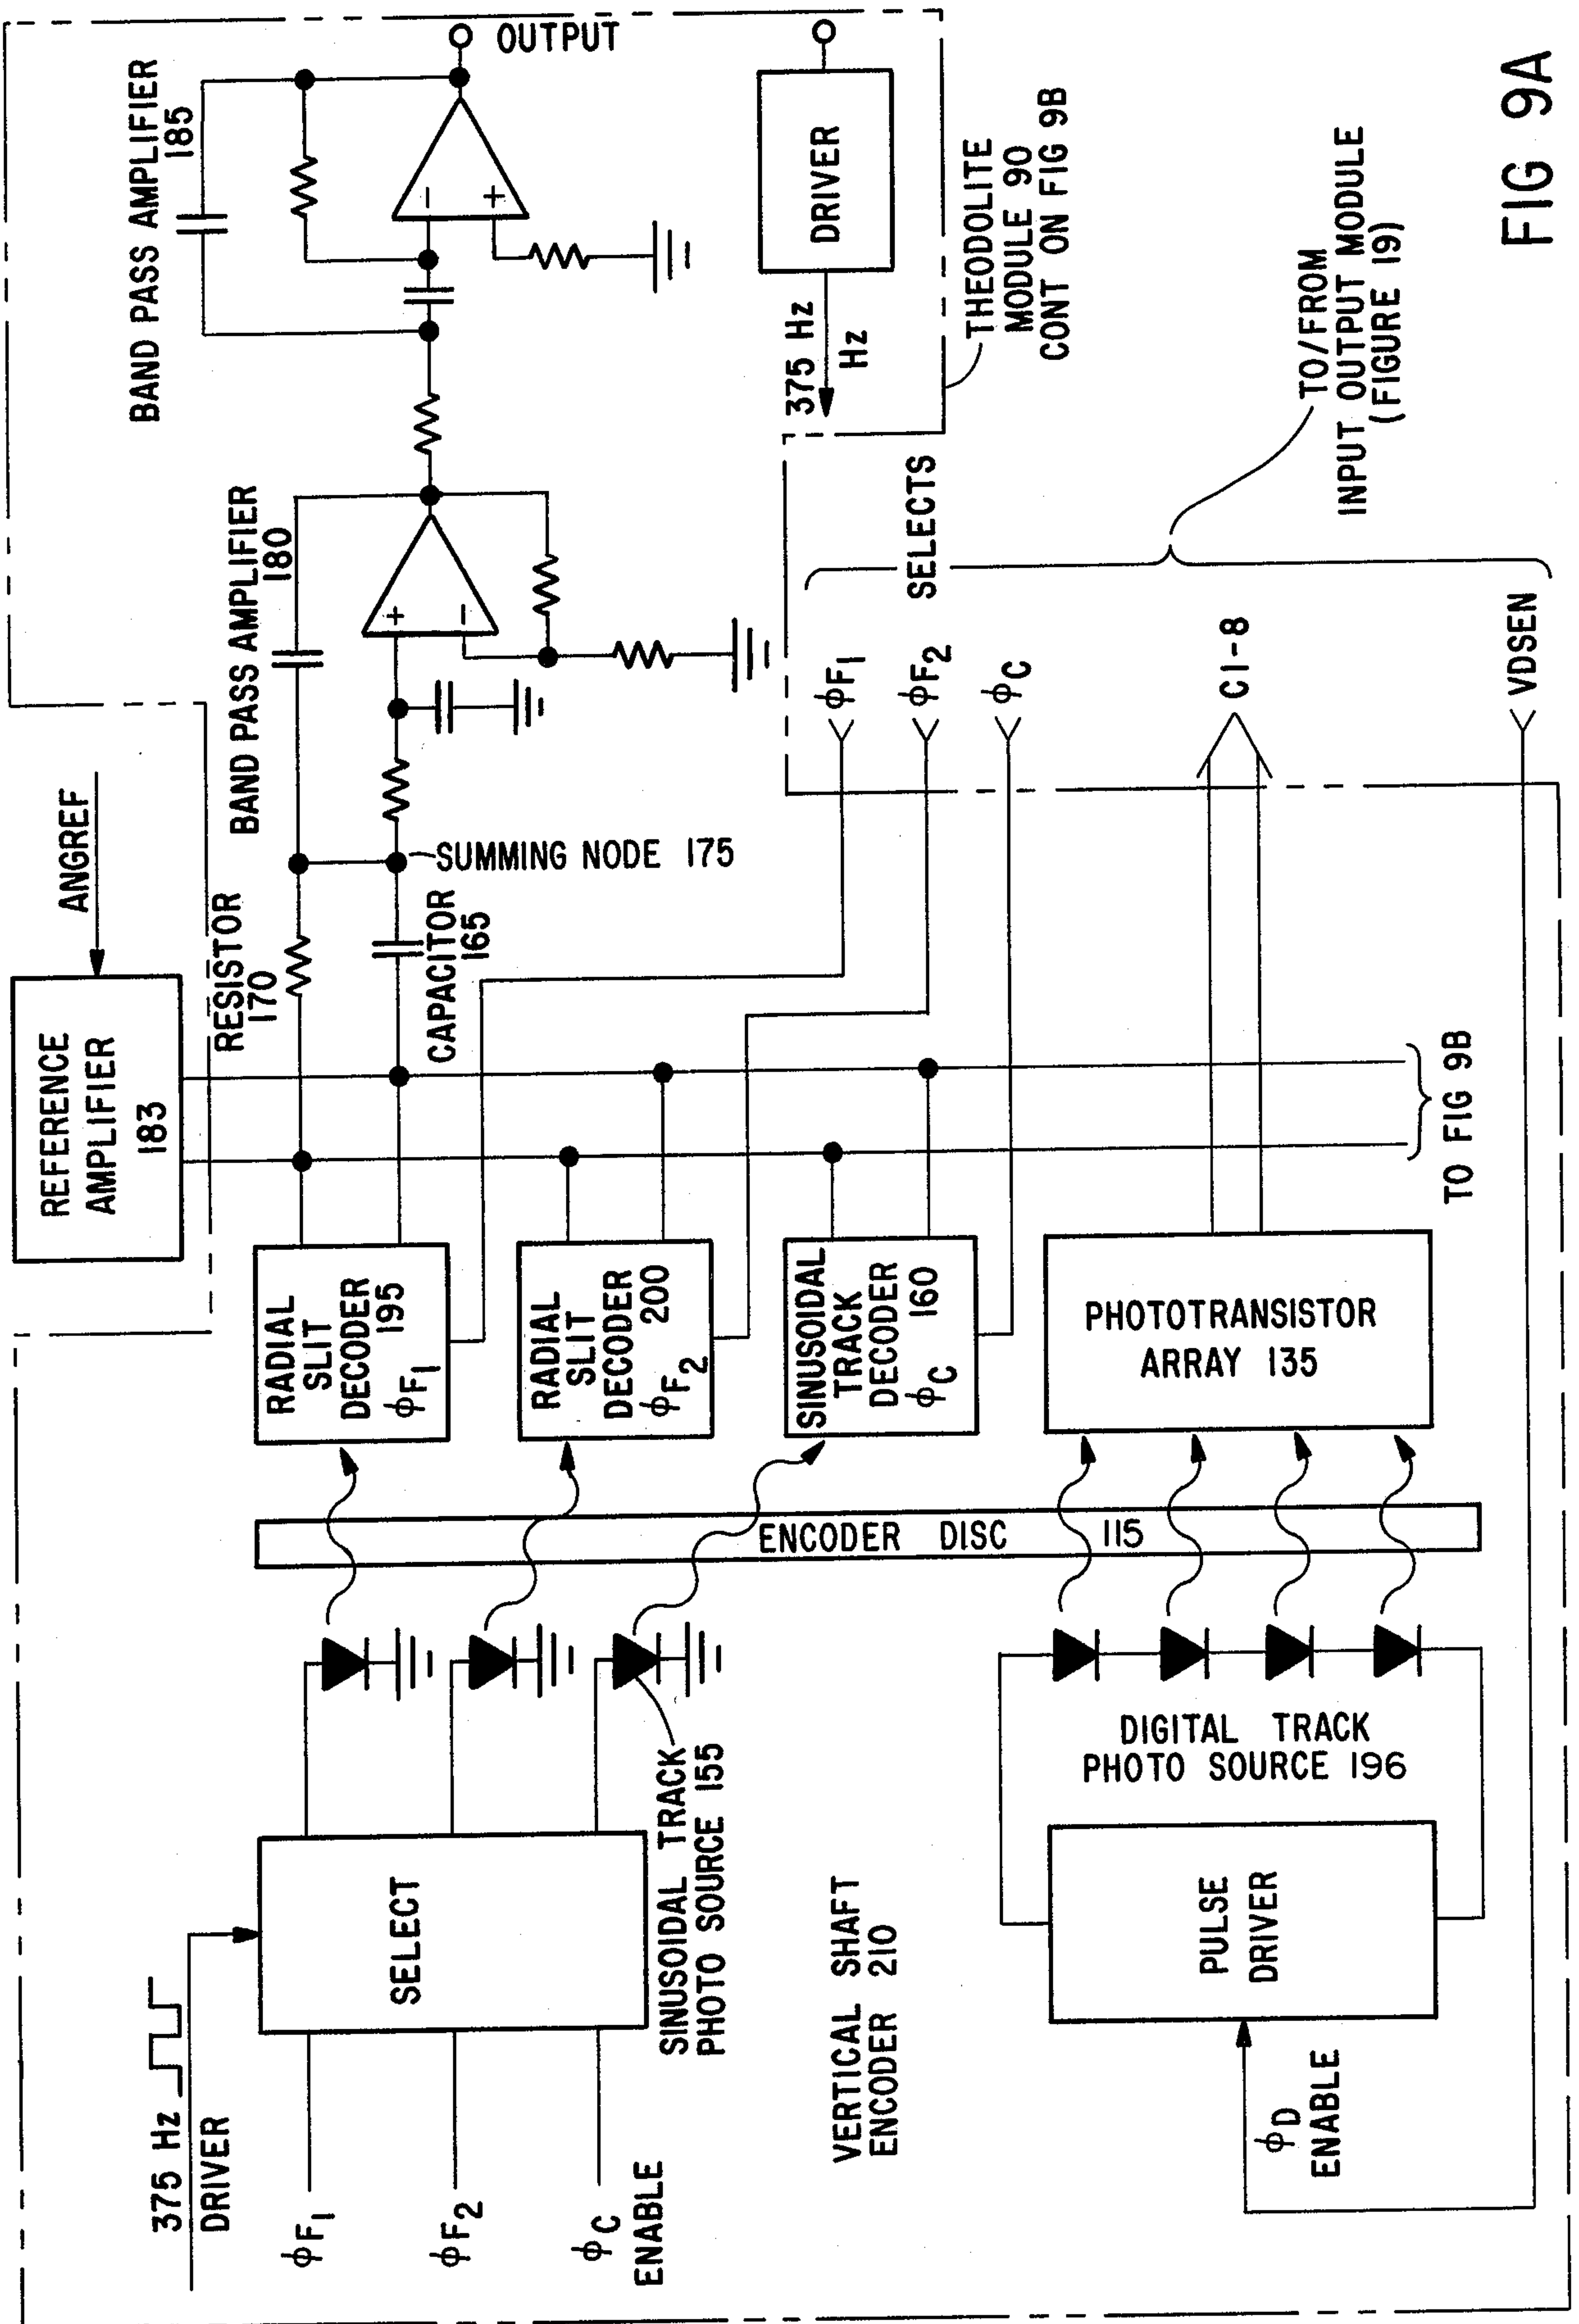 375 Hz
DRIVER
ϕF1
ϕF2
ϕC
ENABLE
SELECT
SINUSOIDAL TRACK
PHOTO SOURCE 155
VERTICAL SHAFT
ENCODER 210
ϕD
ENABLE
PULSE
DRIVER
DIGITAL TRACK
PHOTO SOURCE 196
ENCODER DISC 115
RADIAL
SLIT
DECODER
195
ϕF1
RADIAL
SLIT
DECODER
200
ϕF2
SINUSOIDAL
TRACK
DECODER
160
ϕC
PHOTOTRANSISTOR
ARRAY 135
REFERENCE
AMPLIFIER
183
ANGREF
RESISTOR
170
CAPACITOR
165
SUMMING NODE 175
TO FIG 9B
BAND PASS AMPLIFIER
180
+
−
BAND PASS AMPLIFIER
185
−
+
OUTPUT
ϕF1
ϕF2
ϕC
SELECTS
C1-8
VDSEN
375 Hz
Hz
DRIVER
THEODOLITE
MODULE 90
CONT ON FIG 9B
TO/FROM
INPUT OUTPUT MODULE
(FIGURE 19)
FIG 9A